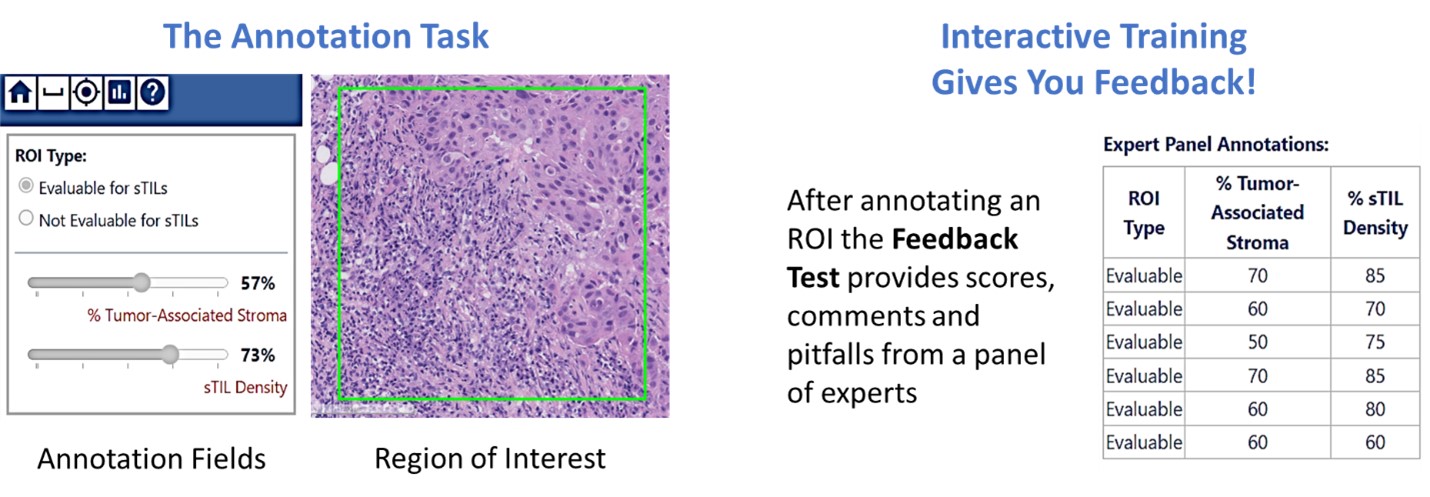 The Annotation Task
ROI Type:
Evaluable for sTILs
Not Evaluable for sTILs
57%
% Tumor-Associated Stroma
73%
sTIL Density
Annotation Fields
Region of Interest
Interactive Training
Gives You Feedback!
After annotating an
ROI the Feedback
Test provides scores,
comments and
pitfalls from a panel
of experts
Expert Panel Annotations:
ROI Type % Tumor-Associated Stroma % sTIL Density
Evaluable 70 85
Evaluable 60 70
Evaluable 50 75
Evaluable 70 85
Evaluable 60 80
Evaluable 60 60